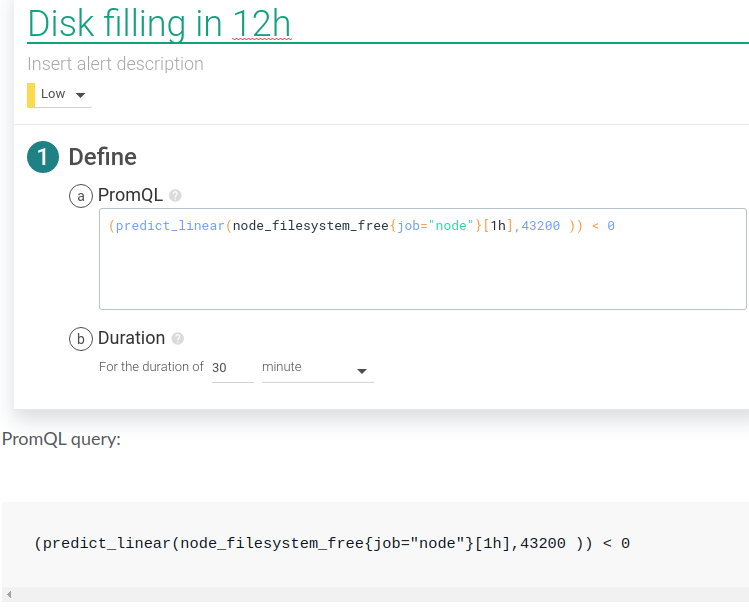 Disk filling in 12h
Insert alert description
Low
1 Define
a PromQL ?
(predict_linear(node_filesystem_free{job="node"}[1h],43200 )) < 0
b Duration ?
For the duration of 30 minute
PromQL query:
(predict_linear(node_filesystem_free{job="node"}[1h],43200 )) < 0